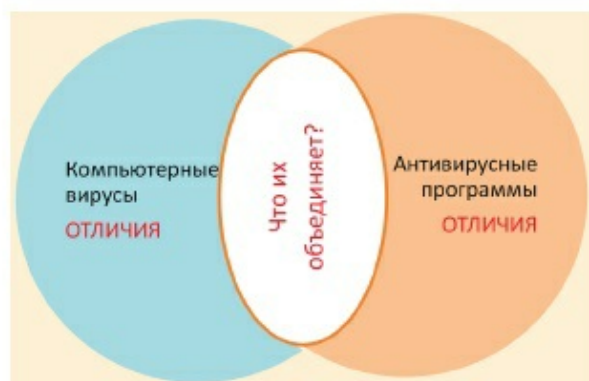 Компьютерные
вирусы
ОТЛИЧИЯ
Что их
объединяет?
Антивирусные
программы
ОТЛИЧИЯ